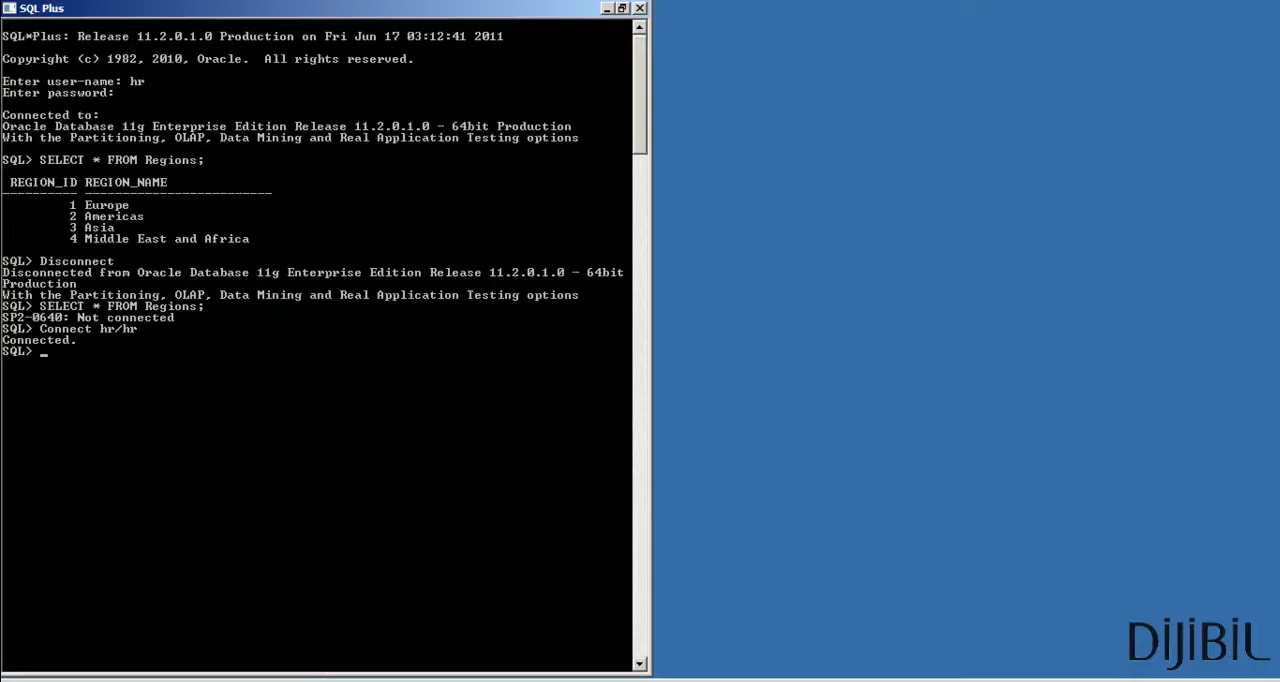 SQL Plus
SQL*Plus: Release 11.2.0.1.0 Production on Fri Jun 17 03:12:41 2011
Copyright (c) 1982, 2010, Oracle.  All rights reserved.
Enter user-name: hr
Enter password:
Connected to:
Oracle Database 11g Enterprise Edition Release 11.2.0.1.0 - 64bit Production
With the Partitioning, OLAP, Data Mining and Real Application Testing options
SQL> SELECT * FROM Regions;
REGION_ID REGION_NAME
---------- -------------------------
1 Europe
2 Americas
3 Asia
4 Middle East and Africa
SQL> Disconnect
Disconnected from Oracle Database 11g Enterprise Edition Release 11.2.0.1.0 - 64bit
Production
With the Partitioning, OLAP, Data Mining and Real Application Testing options
SQL> SELECT * FROM Regions;
SP2-0640: Not connected
SQL> Connect hr/hr
Connected.
SQL> _
DiJiBiL